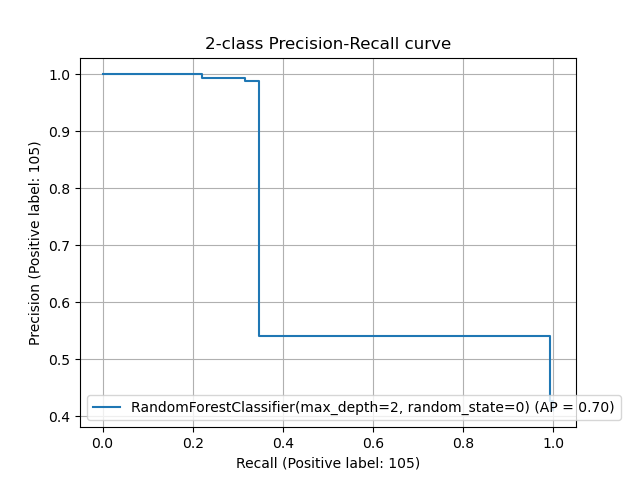 2-class Precision-Recall curve
1.0
0.9
0.8
0.7
0.6
0.5
0.4
Precision (Positive label: 105)
RandomForestClassifier(max_depth=2, random_state=0) (AP = 0.70)
0.0 0.2 0.4 0.6 0.8 1.0
Recall (Positive label: 105)